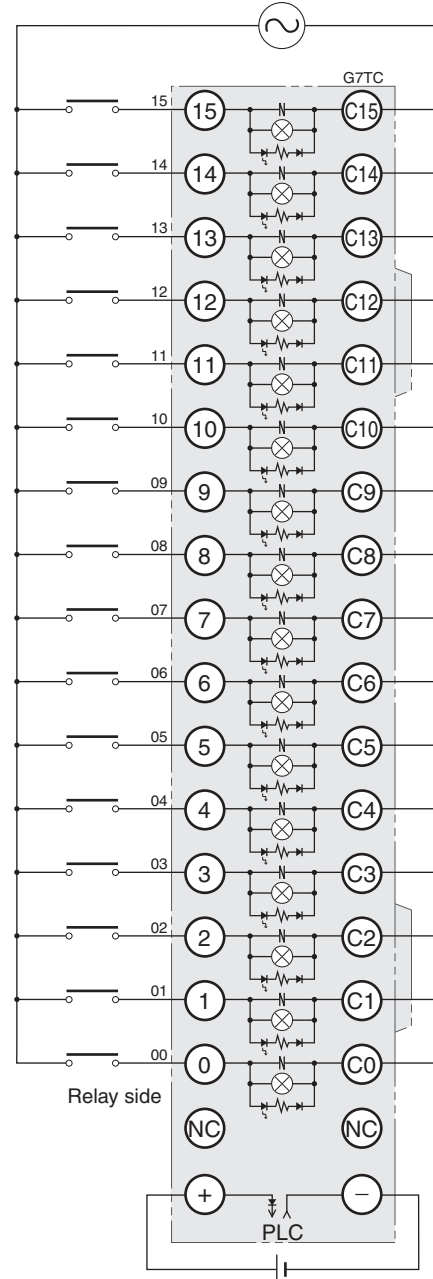 G7TC
15 15 N C15
14 14 N C14
13 13 N C13
12 12 N C12
11 11 N C11
10 10 N C10
09 9 N C9
08 8 N C8
07 7 N C7
06 6 N C6
05 5 N C5
04 4 N C4
03 3 N C3
02 2 N C2
01 1 N C1
00 0 N C0
Relay side
NC NC
+ −
PLC